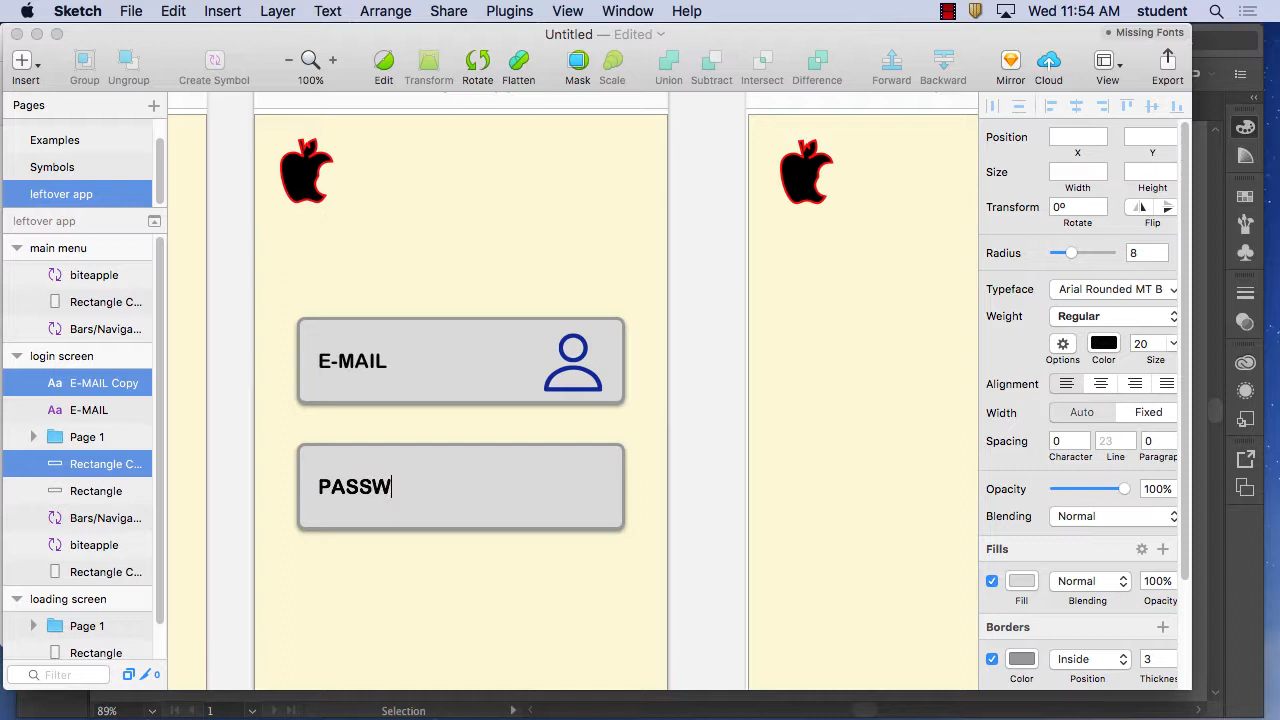 Sketch File Edit Insert Layer Text Arrange Share Plugins View Window Help Wed 11:54 AM student
Untitled — Edited
Missing Fonts
Insert Group Ungroup Create Symbol 100% Edit Transform Rotate Flatten Mask Scale Union Subtract Intersect Difference Forward Backward Mirror Cloud View Export
Pages
Examples
Symbols
leftover app
leftover app
main menu
biteapple
Rectangle C...
Bars/Naviga...
login screen
Aa E-MAIL Copy
Aa E-MAIL
Page 1
Rectangle C...
Rectangle
Bars/Naviga...
biteapple
Rectangle C...
loading screen
Page 1
Rectangle
Filter 0
E-MAIL
PASSW
Position
X Y
Size
Width Height
Transform 0º
Rotate Flip
Radius 8
Typeface Arial Rounded MT B
Weight Regular
20
Options Color Size
Alignment
Width Auto Fixed
Spacing 0 23 0
Character Line Paragrap
Opacity 100%
Blending Normal
Fills
Normal 100%
Fill Blending Opacity
Borders
Inside 3
Color Position Thicknes
89% 1 Selection